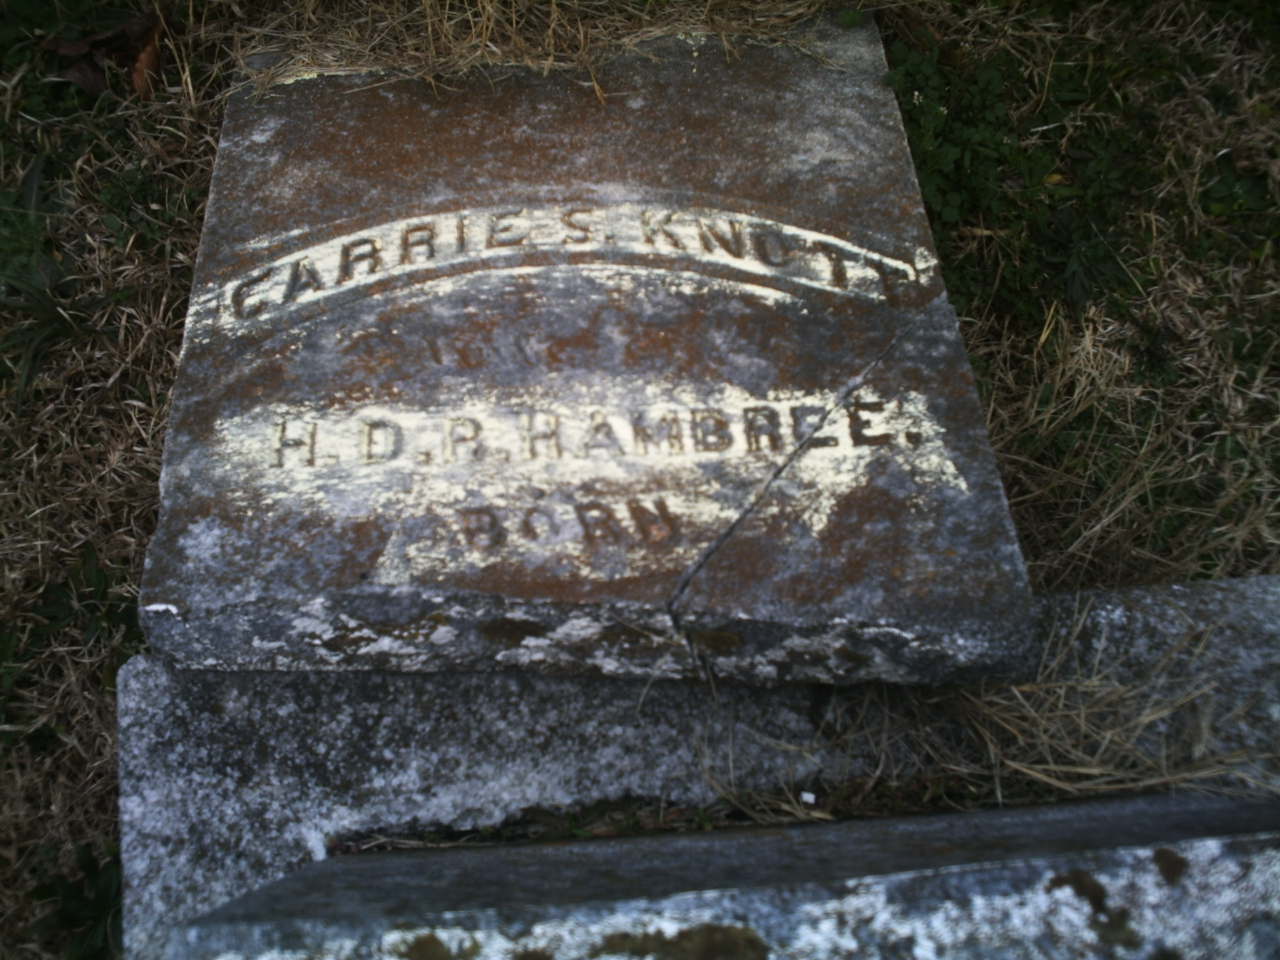 CARRIE S. KNOTT
H.D.R. HAMBREE.
BORN